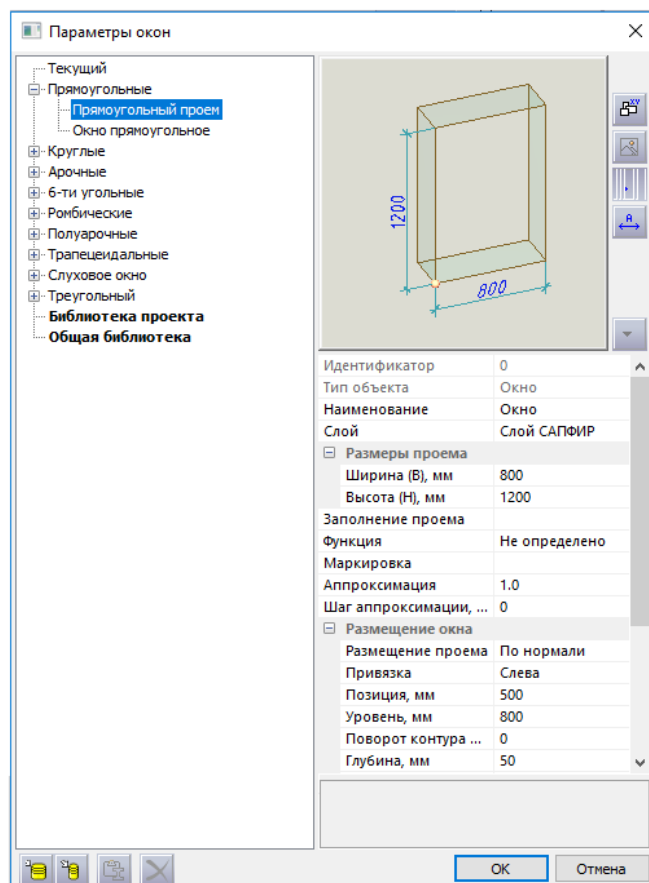 Параметры окон
Текущий
Прямоугольные
Прямоугольный проем
Окно прямоугольное
Круглые
Арочные
6-ти угольные
Ромбические
Полуарочные
Трапецеидальные
Слуховое окно
Треугольный
Библиотека проекта
Общая библиотека
1200
800
XY
A
Идентификатор 0
Тип объекта Окно
Наименование Окно
Слой Слой САПФИР
Размеры проема
Ширина (B), мм 800
Высота (H), мм 1200
Заполнение проема
Функция Не определено
Маркировка
Аппроксимация 1.0
Шаг аппроксимации, ... 0
Размещение окна
Размещение проема По нормали
Привязка Слева
Позиция, мм 500
Уровень, мм 800
Поворот контура ... 0
Глубина, мм 50
ОК Отмена